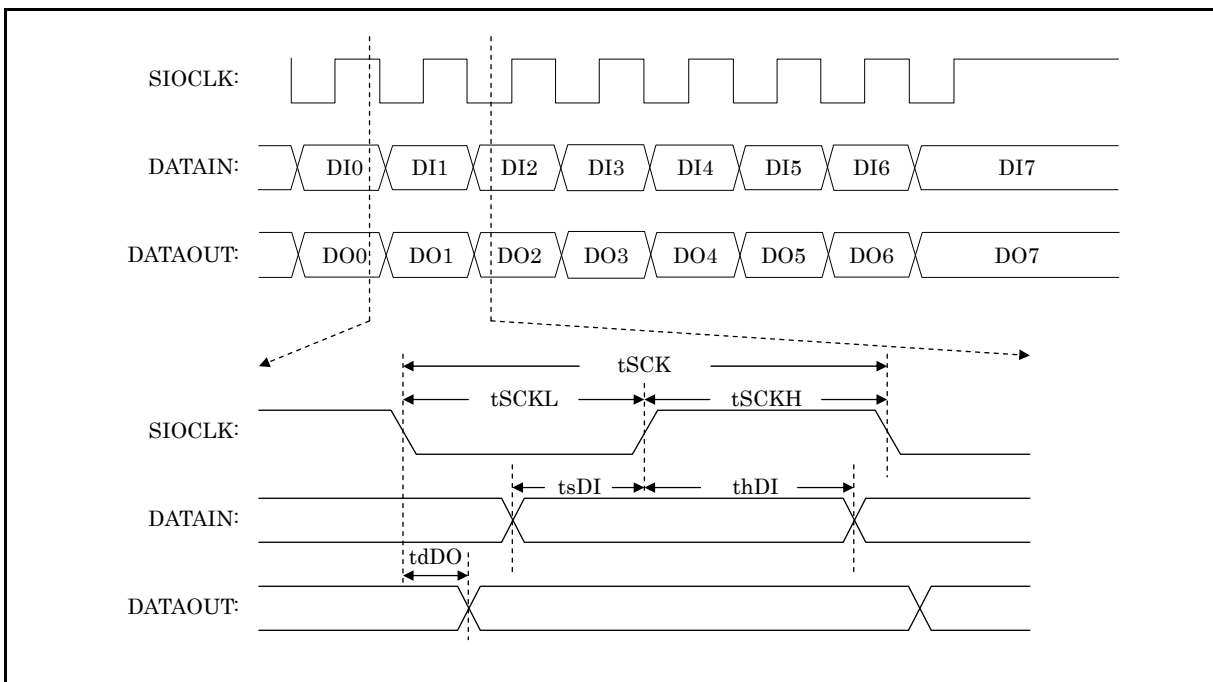 SIOCLK:
DATAIN: DI0 DI1 DI2 DI3 DI4 DI5 DI6 DI7
DATAOUT: DO0 DO1 DO2 DO3 DO4 DO5 DO6 DO7
tSCK
tSCKL tSCKH
SIOCLK:
tsDI thDI
DATAIN:
tdDO
DATAOUT: